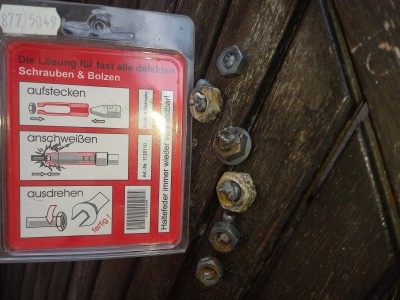 877/5049
Die Lösung für fast alle defekten
Schrauben & Bolzen
aufstecken
anschweißen
ausdrehen
fertig !
Haltefeder immer wieder verwendbar!